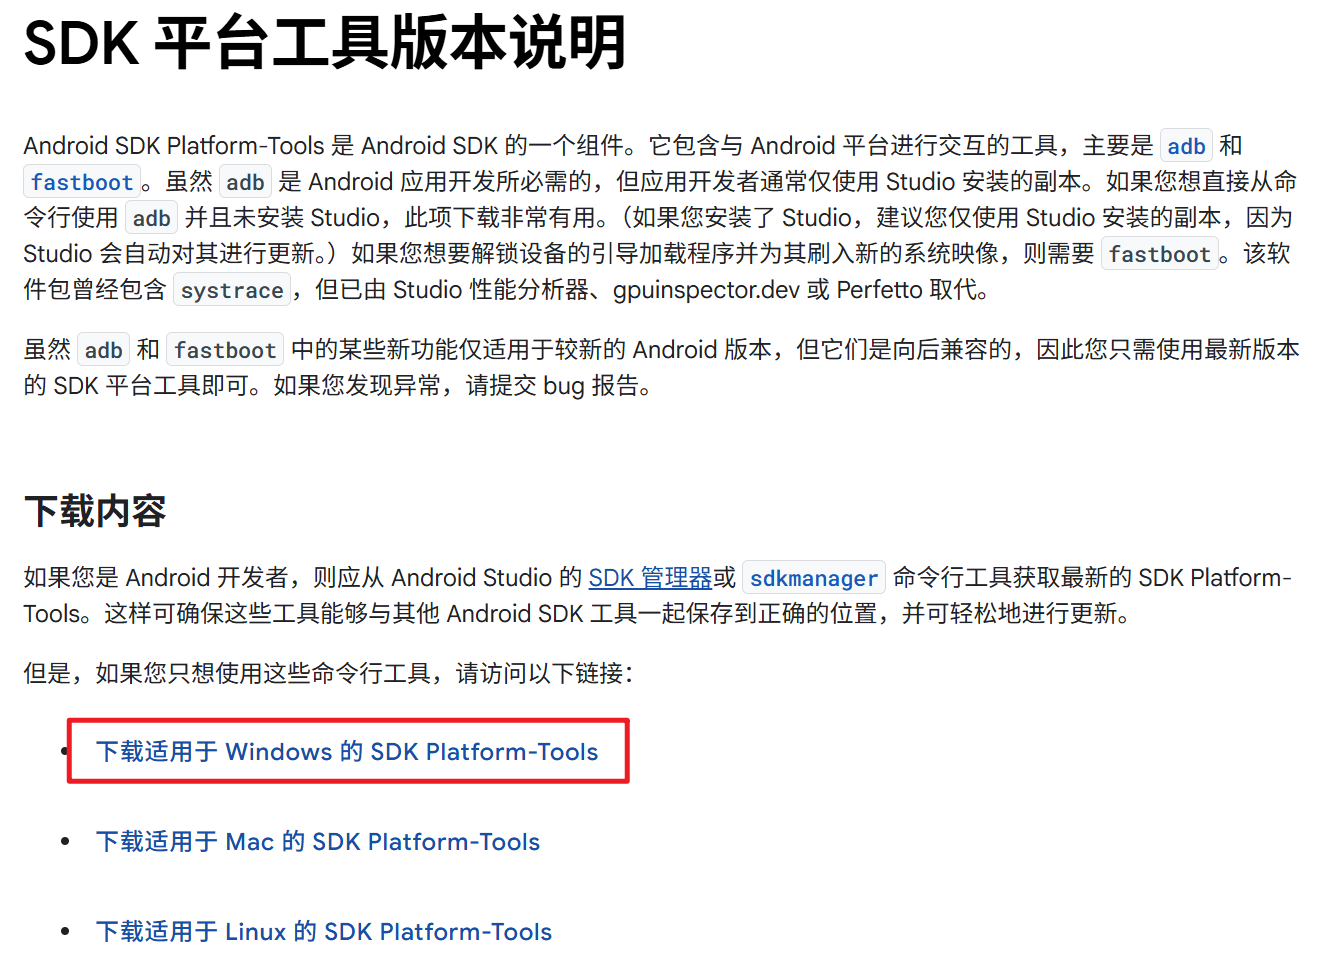 SDK 平台工具版本说明
Android SDK Platform-Tools 是 Android SDK 的一个组件。它包含与 Android 平台进行交互的工具，主要是 adb 和
fastboot 。虽然 adb 是 Android 应用开发所必需的，但应用开发者通常仅使用 Studio 安装的副本。如果您想直接从命
令行使用 adb 并且未安装 Studio，此项下载非常有用。（如果您安装了 Studio，建议您仅使用 Studio 安装的副本，因为
Studio 会自动对其进行更新。）如果您想要解锁设备的引导加载程序并为其刷入新的系统映像，则需要 fastboot 。该软
件包曾经包含 systrace ，但已由 Studio 性能分析器、gpuinspector.dev 或 Perfetto 取代。
虽然 adb 和 fastboot 中的某些新功能仅适用于较新的 Android 版本，但它们是向后兼容的，因此您只需使用最新版本
的 SDK 平台工具即可。如果您发现异常，请提交 bug 报告。
下载内容
如果您是 Android 开发者，则应从 Android Studio 的 SDK 管理器或 sdkmanager 命令行工具获取最新的 SDK Platform-
Tools。这样可确保这些工具能够与其他 Android SDK 工具一起保存到正确的位置，并可轻松地进行更新。
但是，如果您只想使用这些命令行工具，请访问以下链接：
• 下载适用于 Windows 的 SDK Platform-Tools
• 下载适用于 Mac 的 SDK Platform-Tools
• 下载适用于 Linux 的 SDK Platform-Tools